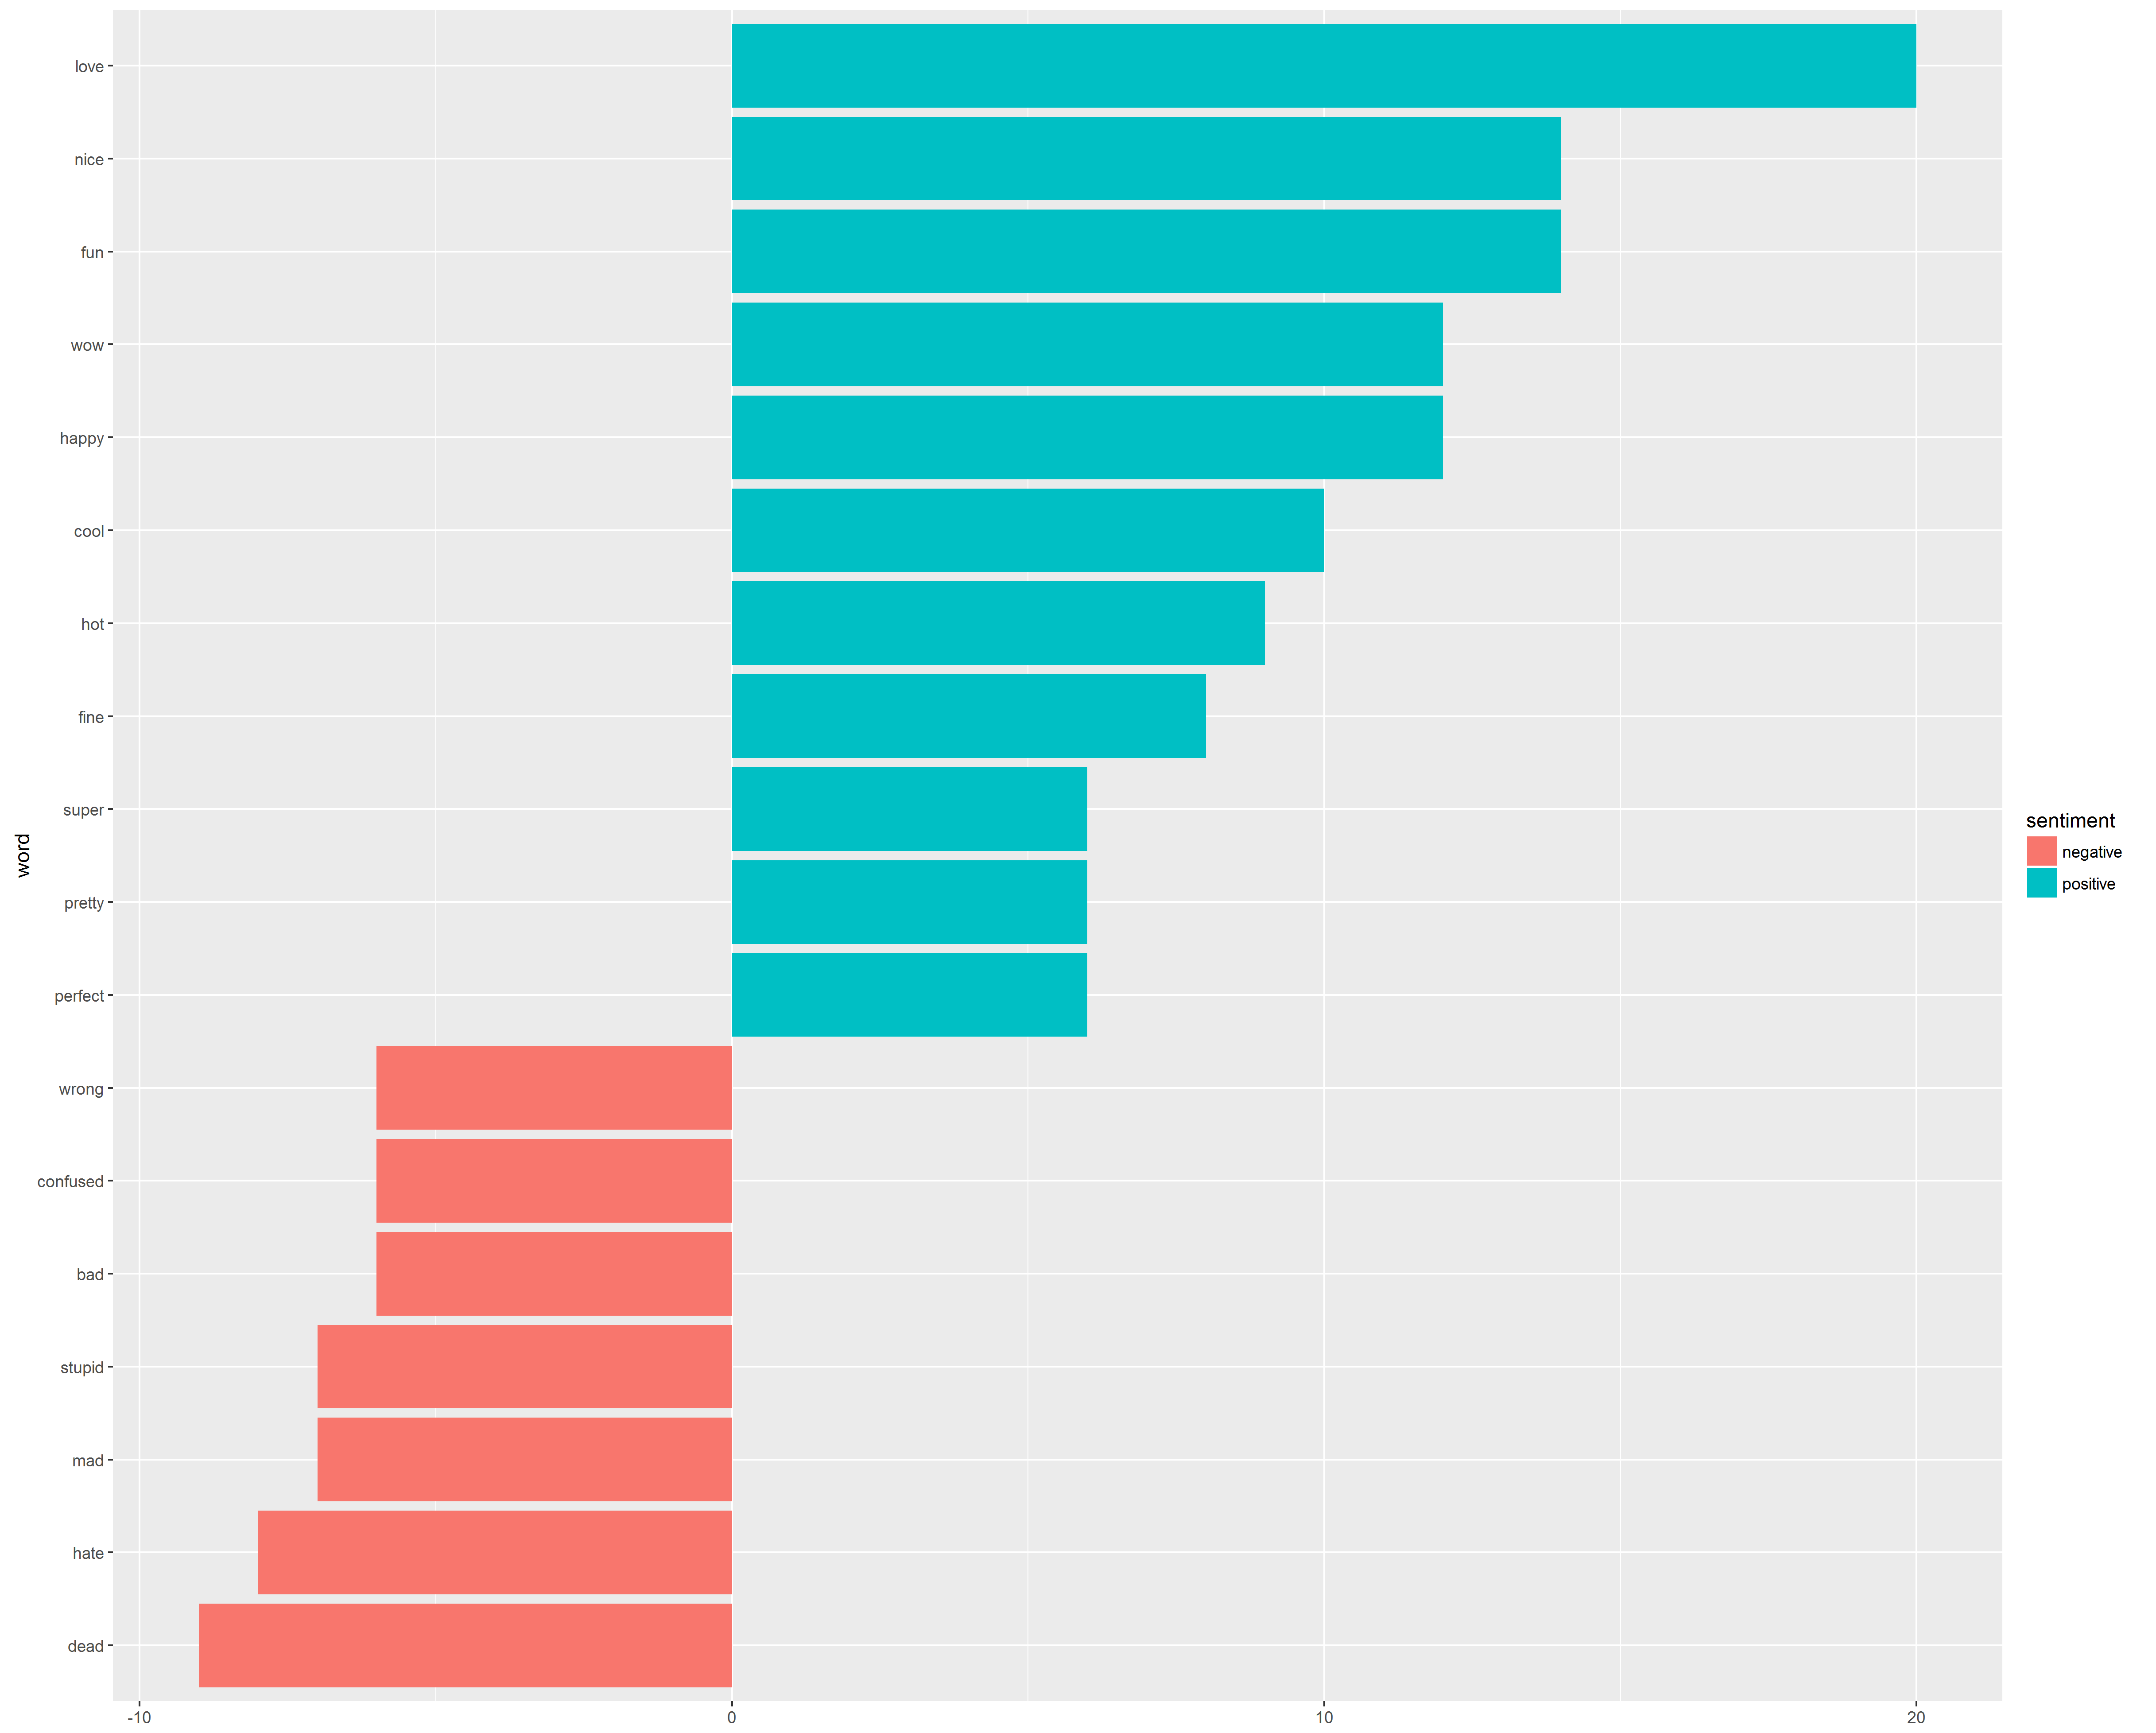 love
nice
fun
wow
happy
cool
hot
fine
super
pretty
perfect
wrong
confused
bad
stupid
mad
hate
dead
word
-10 0 10 20
sentiment
negative
positive